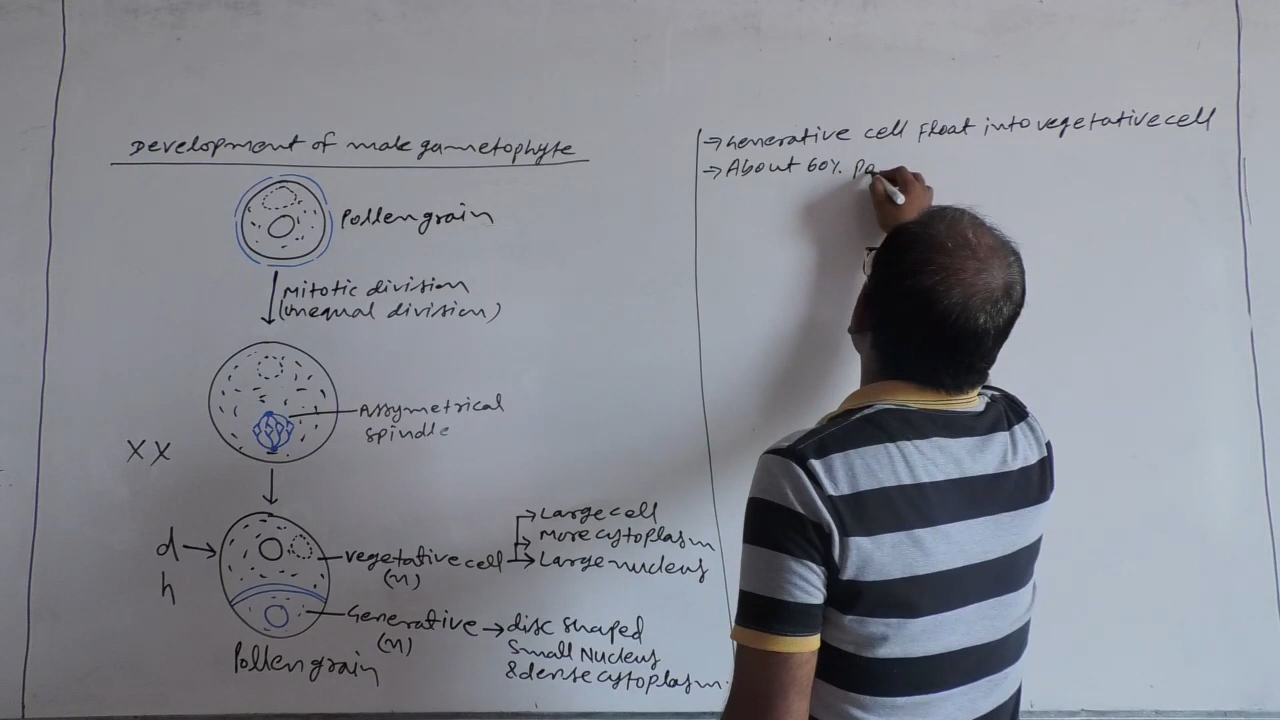 Development of male gametophyte
Pollengrain
Mitotic division
(unequal division)
Assymetrical
spindle
XX
d
h
vegetative cell
(n)
Large cell
More cytoplasm
Large nucleus
Generative
(n)
disc shaped
Small Nucleus
& dense cytoplasm.
Pollengrain
→ Generative cell Float into vegetative cell
→ About 60%. Pa